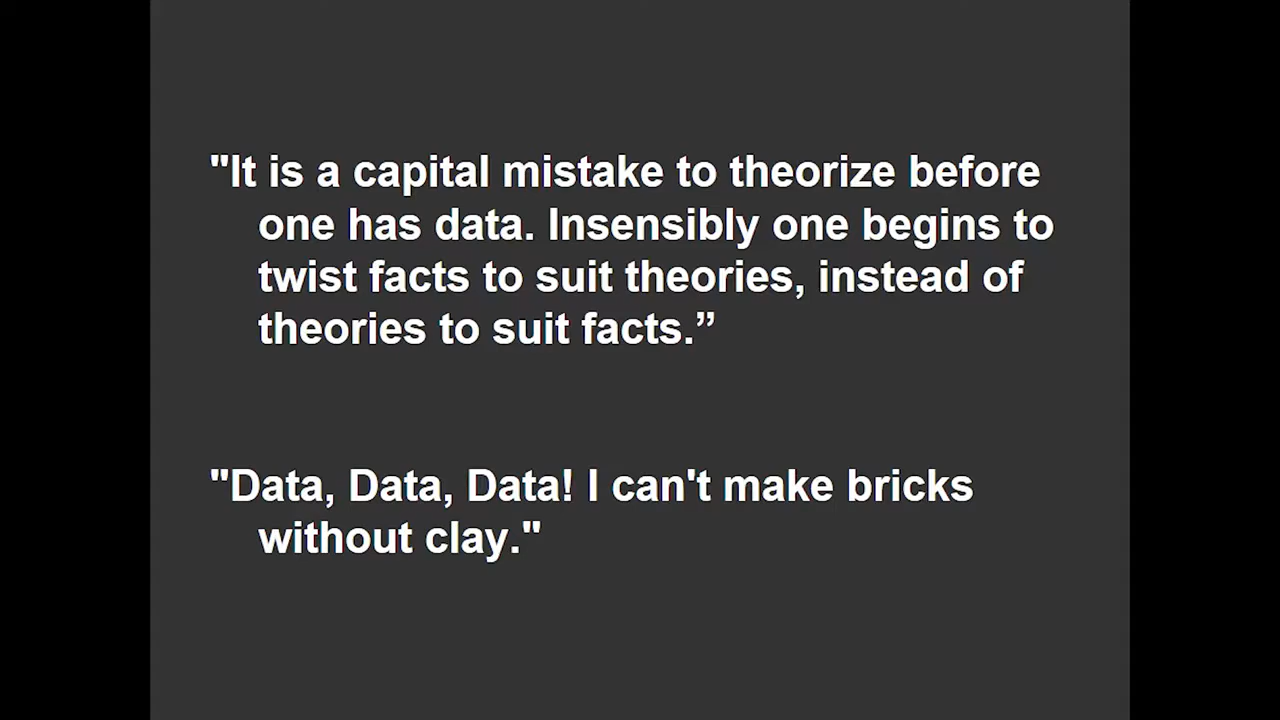 "It is a capital mistake to theorize before
one has data. Insensibly one begins to
twist facts to suit theories, instead of
theories to suit facts.”
"Data, Data, Data! I can't make bricks
without clay."